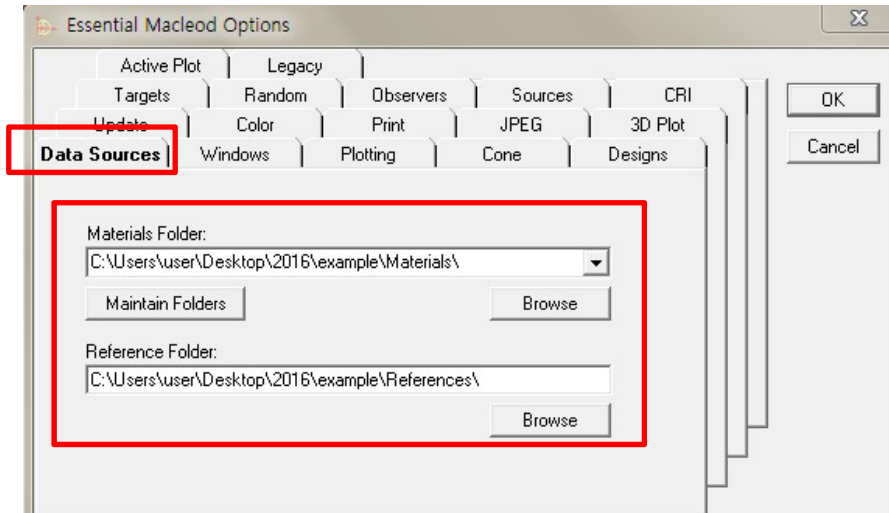 Essential Macleod Options
Active Plot Legacy
Targets Random Observers Sources CRI
Update Color Print JPEG 3D Plot
Data Sources Windows Plotting Cone Designs
OK
Cancel
Materials Folder:
C:\Users\user\Desktop\2016\example\Materials\
Maintain Folders Browse
Reference Folder:
C:\Users\user\Desktop\2016\example\References\
Browse